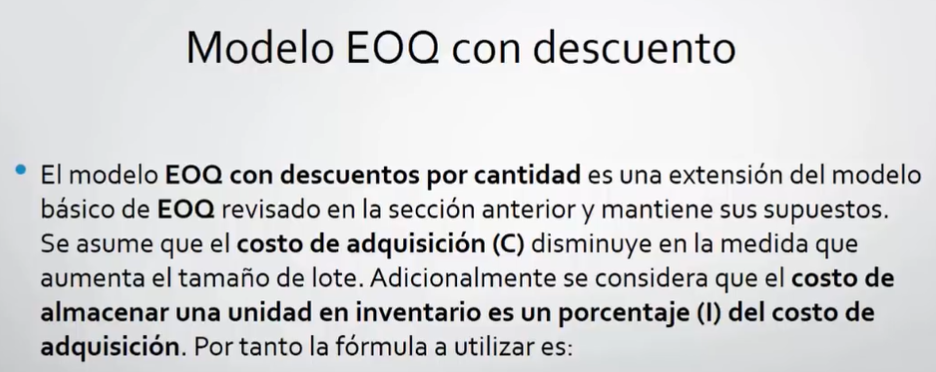 Modelo EOQ con descuento
• El modelo EOQ con descuentos por cantidad es una extensión del modelo
básico de EOQ revisado en la sección anterior y mantiene sus supuestos.
Se asume que el costo de adquisición (C) disminuye en la medida que
aumenta el tamaño de lote. Adicionalmente se considera que el costo de
almacenar una unidad en inventario es un porcentaje (I) del costo de
adquisición. Por tanto la fórmula a utilizar es: